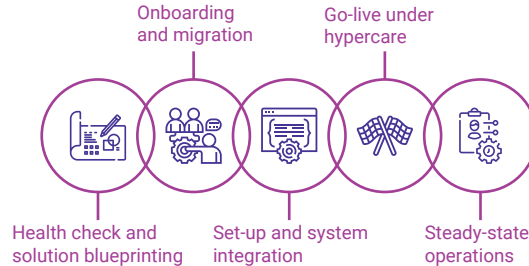 Onboarding
and migration
Go-live under
hypercare
Health check and
solution blueprinting
Set-up and system
integration
Steady-state
operations